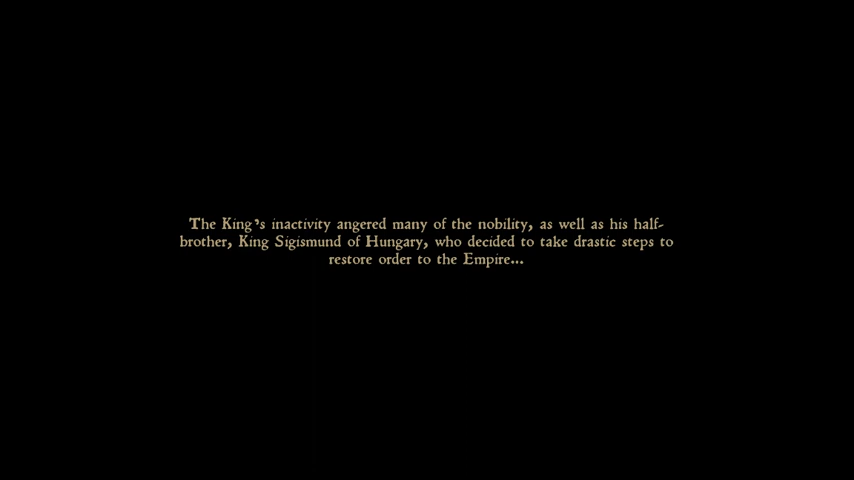 The King's inactivity angered many of the nobility, as well as his half-
brother, King Sigismund of Hungary, who decided to take drastic steps to
restore order to the Empire...